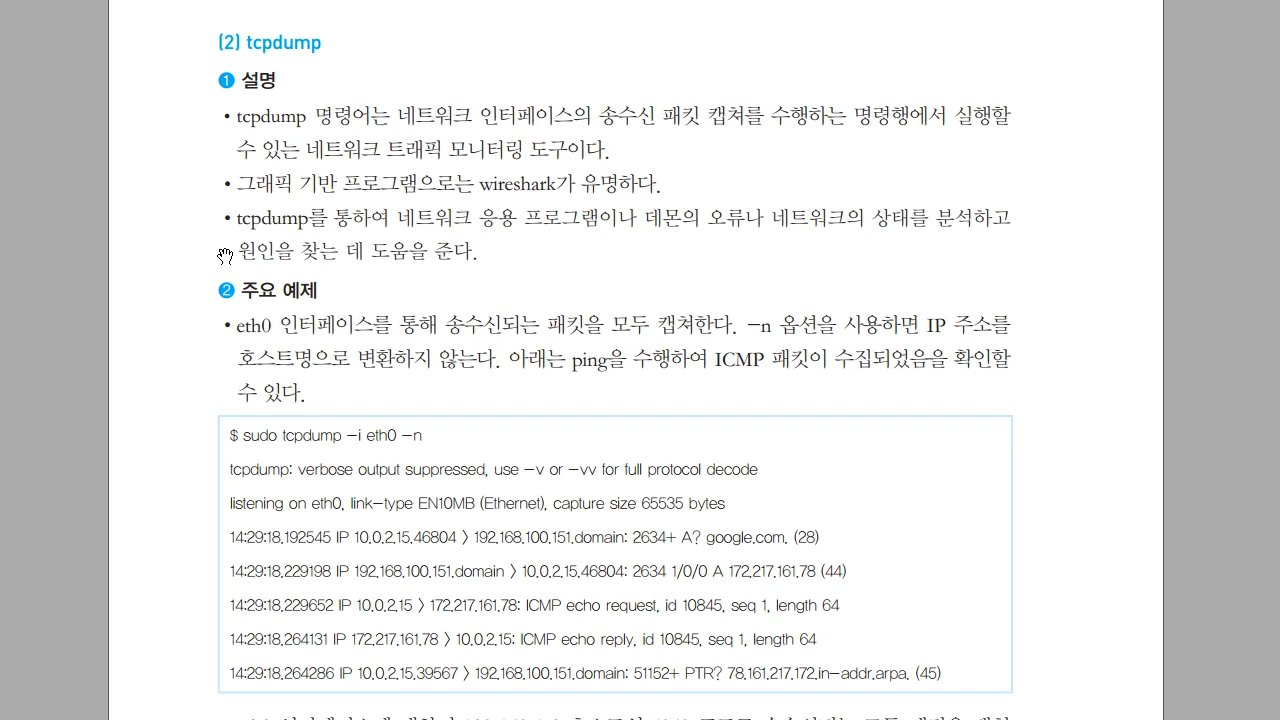 (2) tcpdump
❶ 설명
• tcpdump 명령어는 네트워크 인터페이스의 송수신 패킷 캡쳐를 수행하는 명령행에서 실행할
수 있는 네트워크 트래픽 모니터링 도구이다.
• 그래픽 기반 프로그램으로는 wireshark가 유명하다.
• tcpdump를 통하여 네트워크 응용 프로그램이나 데몬의 오류나 네트워크의 상태를 분석하고
원인을 찾는 데 도움을 준다.
❷ 주요 예제
• eth0 인터페이스를 통해 송수신되는 패킷을 모두 캡쳐한다. –n 옵션을 사용하면 IP 주소를
호스트명으로 변환하지 않는다. 아래는 ping을 수행하여 ICMP 패킷이 수집되었음을 확인할
수 있다.
$ sudo tcpdump –i eth0 –n
tcpdump: verbose output suppressed, use –v or –vv for full protocol decode
listening on eth0, link–type EN10MB (Ethernet), capture size 65535 bytes
14:29:18.192545 IP 10.0.2.15.46804 > 192.168.100.151.domain: 2634+ A? google.com. (28)
14:29:18.229198 IP 192.168.100.151.domain > 10.0.2.15.46804: 2634 1/0/0 A 172.217.161.78 (44)
14:29:18.229652 IP 10.0.2.15 > 172.217.161.78: ICMP echo request, id 10845, seq 1, length 64
14:29:18.264131 IP 172.217.161.78 > 10.0.2.15: ICMP echo reply, id 10845, seq 1, length 64
14:29:18.264286 IP 10.0.2.15.39567 > 192.168.100.151.domain: 51152+ PTR? 78.161.217.172.in–addr.arpa. (45)